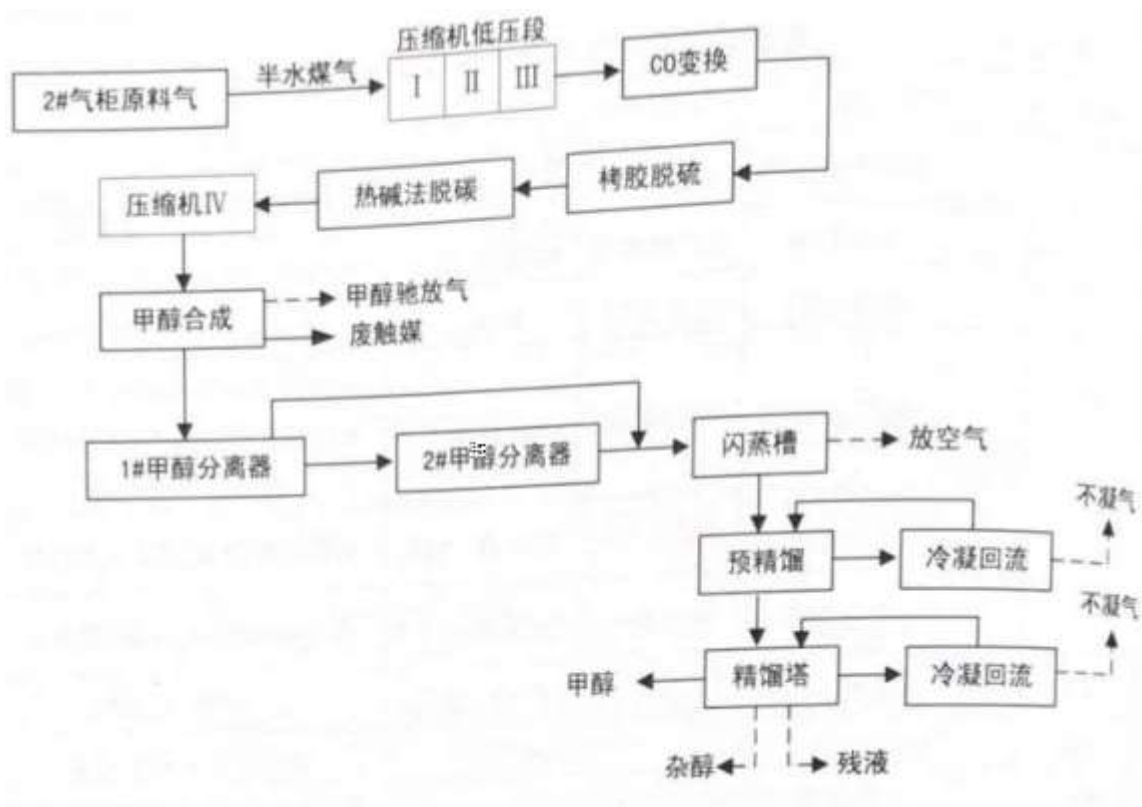 压缩机低压段
2#气柜原料气
半水煤气
Ⅰ Ⅱ Ⅲ
CO变换
压缩机Ⅳ
热碱法脱碳
栲胶脱硫
甲醇合成
甲醇驰放气
废触媒
1#甲醇分离器
2#甲醇分离器
闪蒸槽
放空气
预精馏
冷凝回流
不凝气
甲醇
精馏塔
冷凝回流
不凝气
杂醇
残液